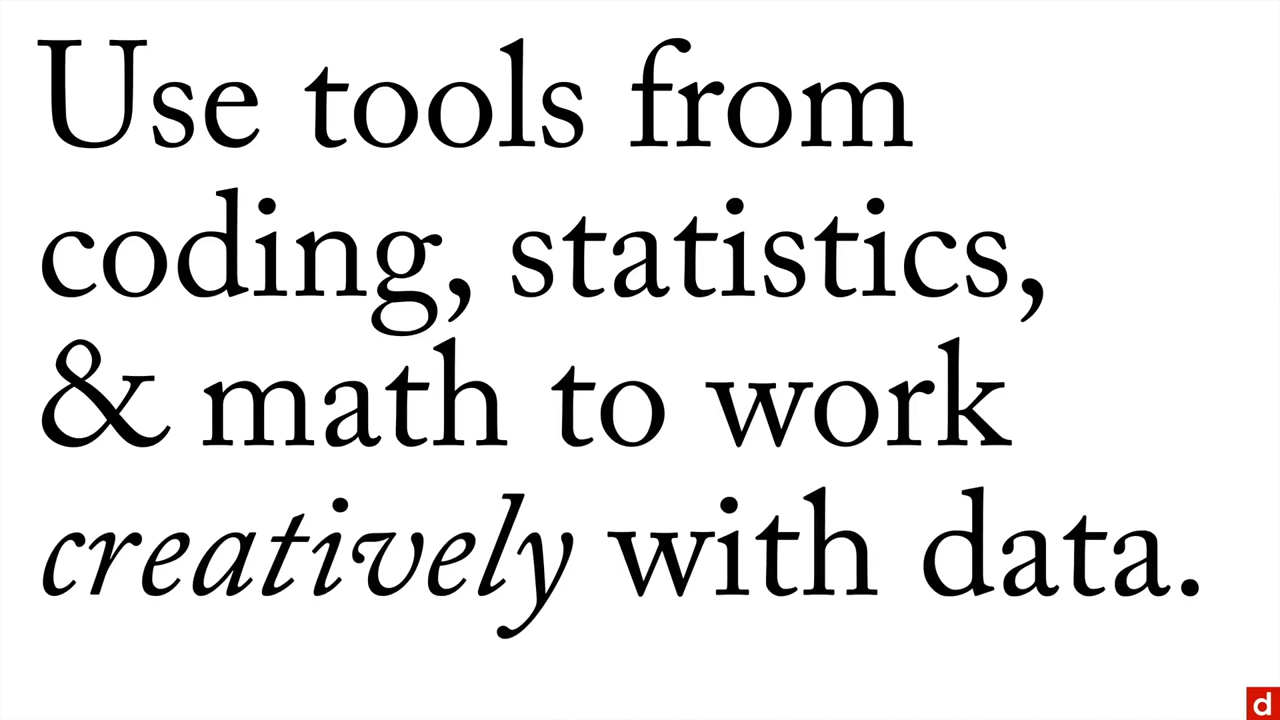 Use tools from
coding, statistics,
& math to work
creatively with data.
d